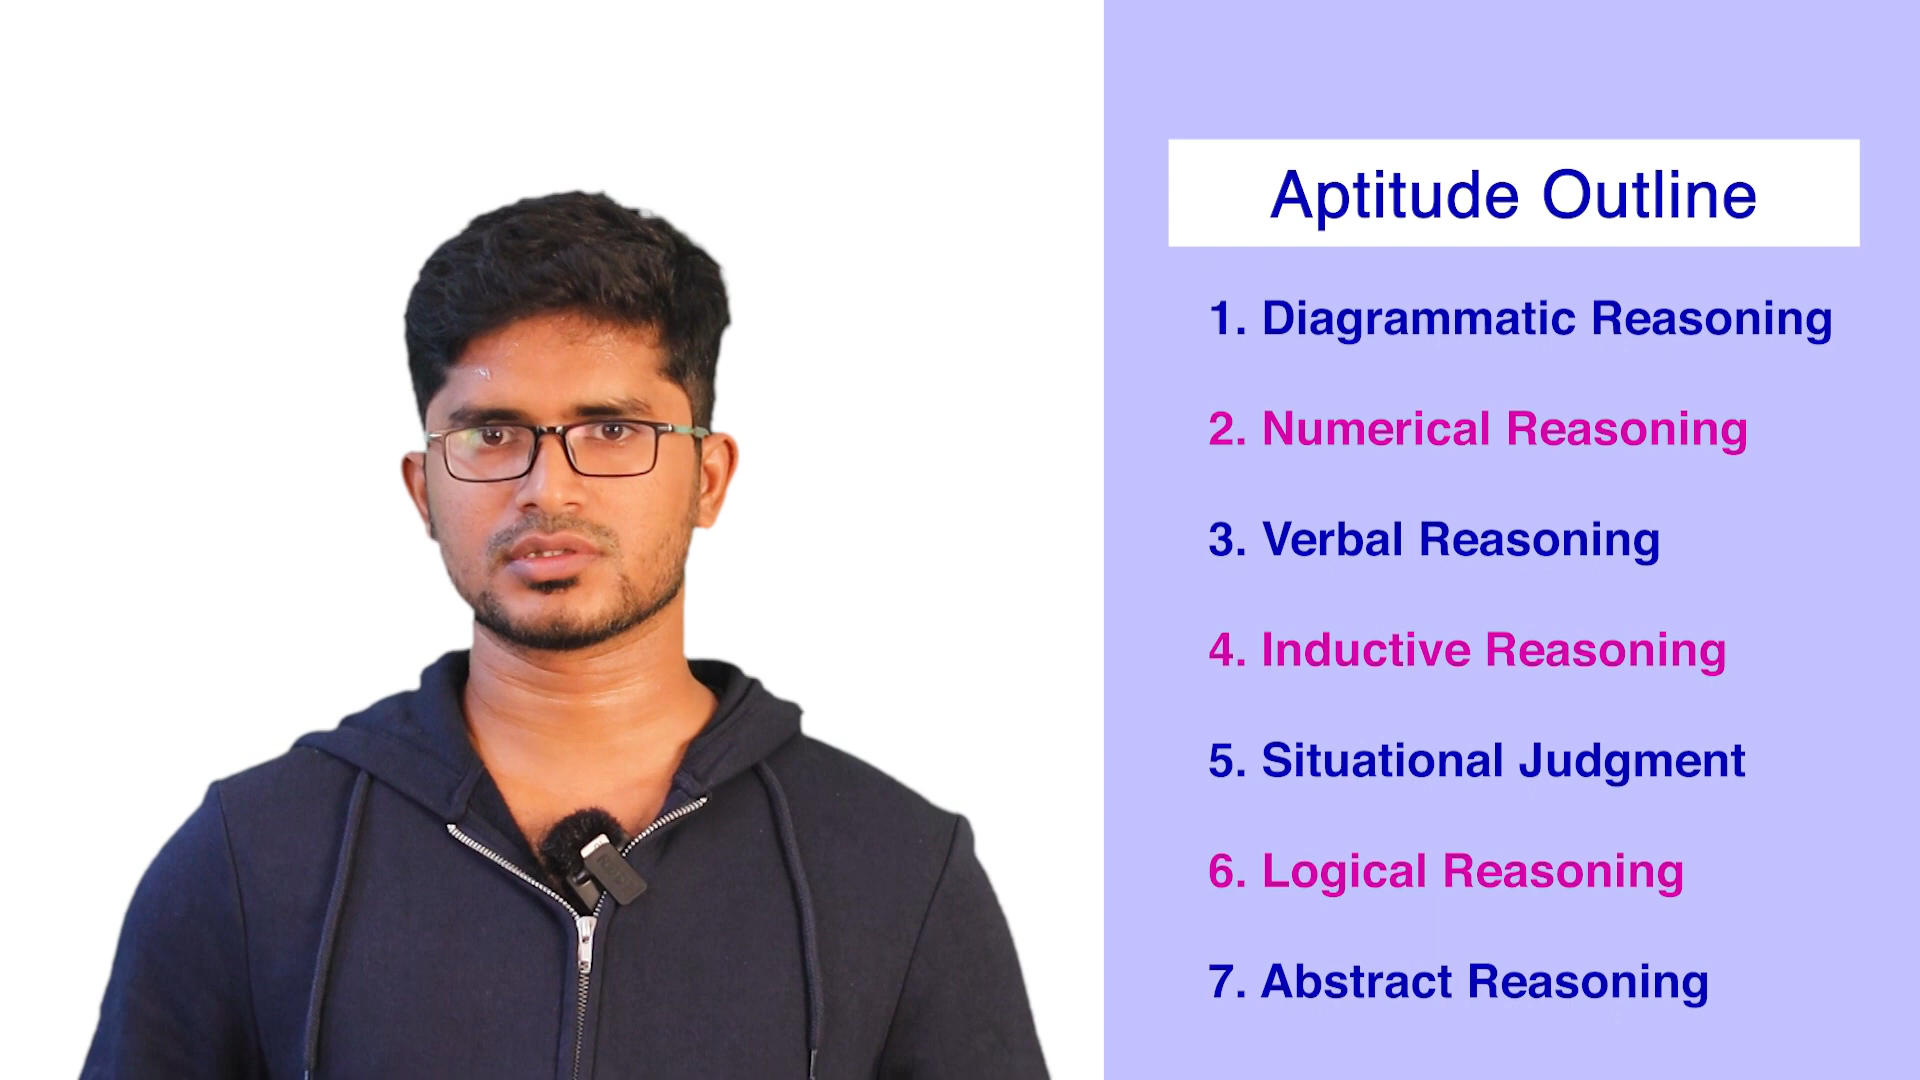 Aptitude Outline
1. Diagrammatic Reasoning
2. Numerical Reasoning
3. Verbal Reasoning
4. Inductive Reasoning
5. Situational Judgment
6. Logical Reasoning
7. Abstract Reasoning